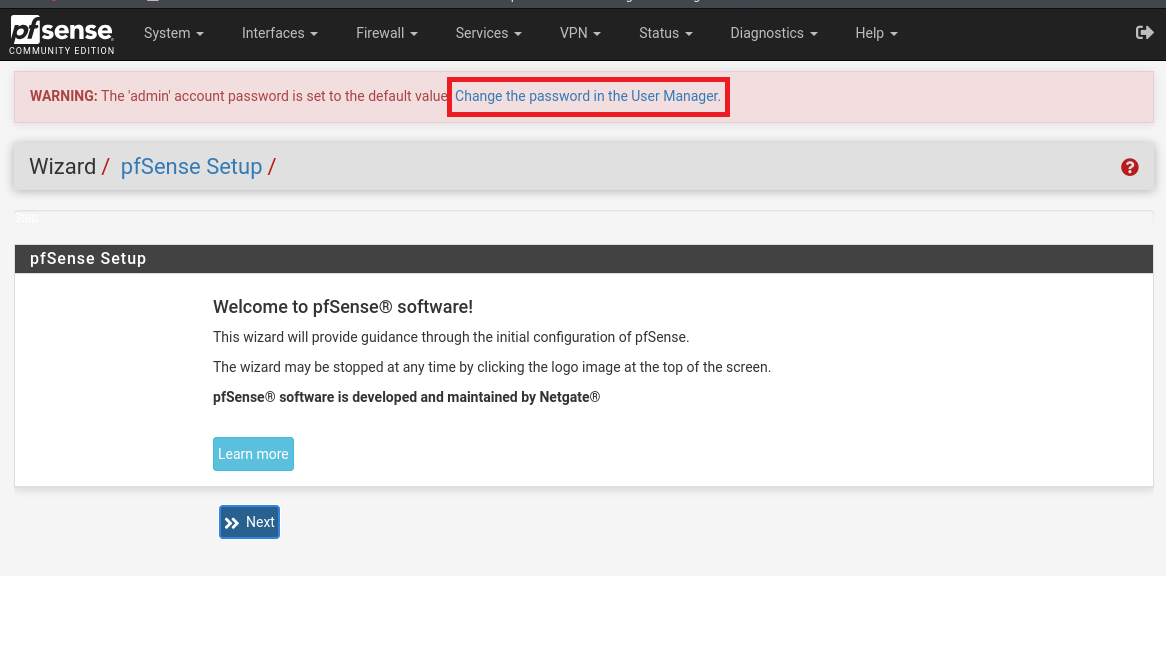 pfsense
COMMUNITY EDITION
System Interfaces Firewall Services VPN Status Diagnostics Help
WARNING: The 'admin' account password is set to the default value Change the password in the User Manager.
Wizard / pfSense Setup /
?
Step
pfSense Setup
Welcome to pfSense® software!
This wizard will provide guidance through the initial configuration of pfSense.
The wizard may be stopped at any time by clicking the logo image at the top of the screen.
pfSense® software is developed and maintained by Netgate®
Learn more
Next